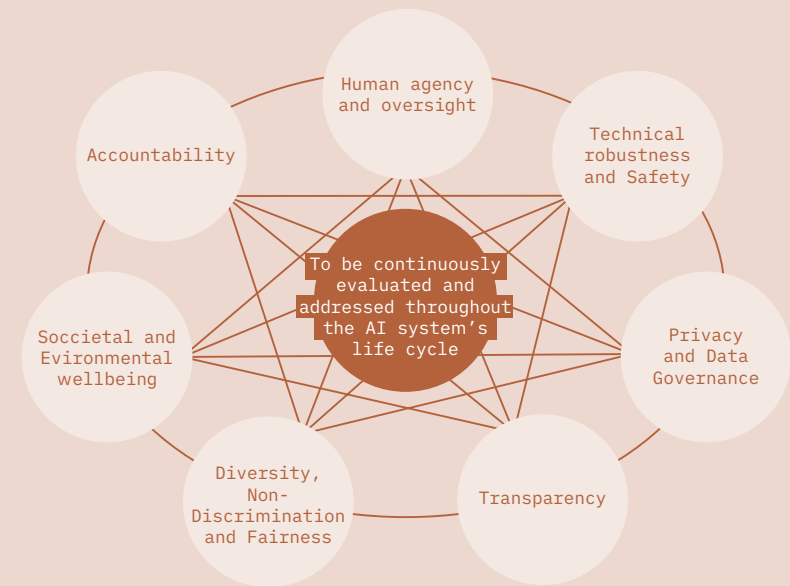 Human agency
and oversight
Technical
robustness
and Safety
Privacy
and Data
Governance
Transparency
Diversity,
Non-
Discrimination
and Fairness
Soccietal and
Evironmental
wellbeing
Accountability
To be continuously
evaluated and
addressed throughout
the AI system’s
life cycle